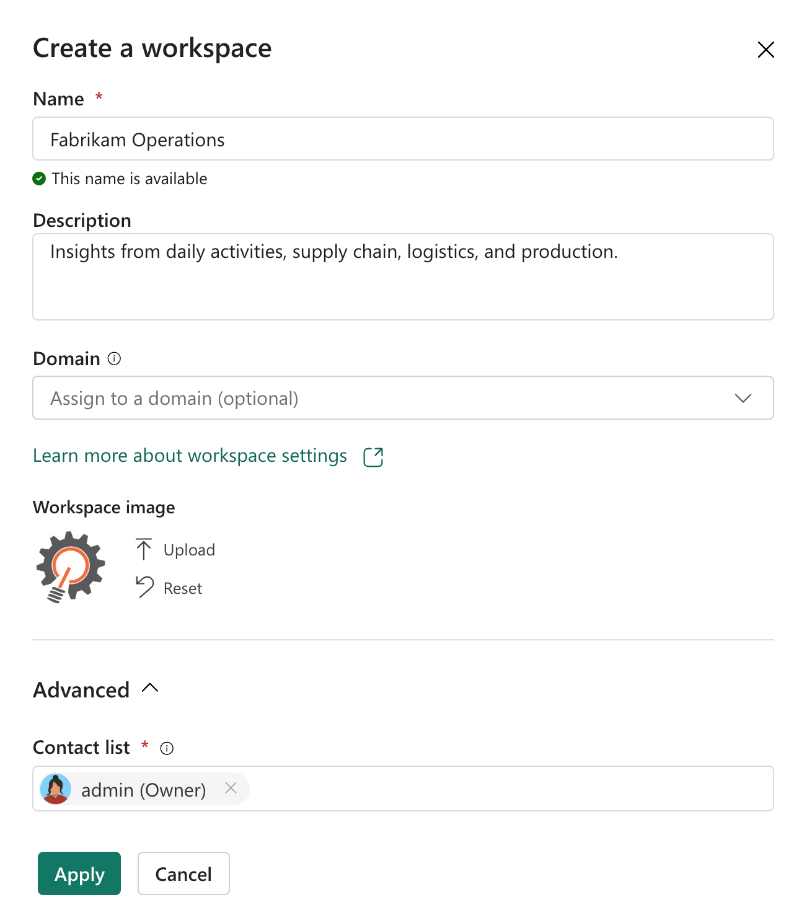 Create a workspace
Name *
Fabrikam Operations
This name is available
Description
Insights from daily activities, supply chain, logistics, and production.
Domain
Assign to a domain (optional)
Learn more about workspace settings
Workspace image
Upload
Reset
Advanced
Contact list *
admin (Owner)
Apply Cancel